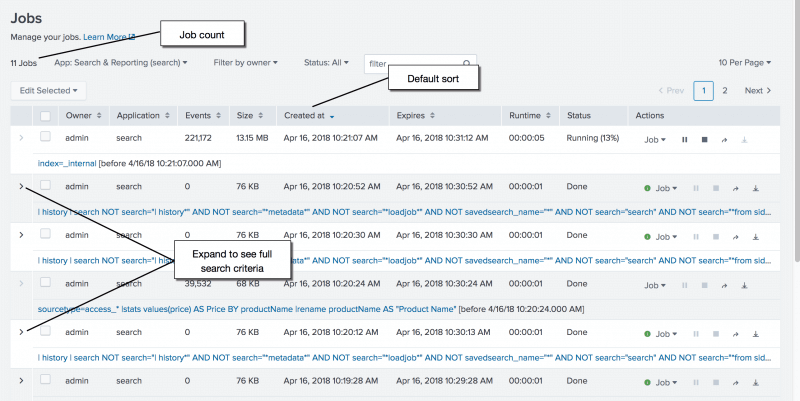 Jobs
Manage your jobs. Learn More
Job count
11 Jobs App: Search & Reporting (search) Filter by owner Status: All filter
10 Per Page
Default sort
Edit Selected
< Prev 1 2 Next >
Owner Application Events Size Created at Expires Runtime Status Actions
admin search 221,172 13.15 MB Apr 16, 2018 10:21:07 AM Apr 16, 2018 10:31:12 AM 00:00:05 Running (13%) Job
index=_internal [before 4/16/18 10:21:07.000 AM]
admin search 0 76 KB Apr 16, 2018 10:20:52 AM Apr 16, 2018 10:30:52 AM 00:00:01 Done Job
| history | search NOT search="| history*" AND NOT search="*metadata*" AND NOT search="*loadjob*" AND NOT savedsearch_name="*" AND NOT search="search" AND NOT search="*from sid...
admin search 0 76 KB Apr 16, 2018 10:20:30 AM Apr 16, 2018 10:30:30 AM 00:00:01 Done Job
Expand to see full
search criteria
| history | search NOT search="| history*" AND NOT search="*metadata*" AND NOT search="*loadjob*" AND NOT savedsearch_name="*" AND NOT search="search" AND NOT search="*from sid...
admin search 39,532 68 KB Apr 16, 2018 10:20:24 AM Apr 16, 2018 10:30:24 AM 00:00:01 Done Job
sourcetype=access_* |stats values(price) AS Price BY productName |rename productName AS "Product Name" [before 4/16/18 10:20:24.000 AM]
admin search 0 76 KB Apr 16, 2018 10:20:12 AM Apr 16, 2018 10:30:13 AM 00:00:01 Done Job
| history | search NOT search="| history*" AND NOT search="*metadata*" AND NOT search="*loadjob*" AND NOT savedsearch_name="*" AND NOT search="search" AND NOT search="*from sid...
admin search 0 76 KB Apr 16, 2018 10:19:28 AM Apr 16, 2018 10:29:28 AM 00:00:01 Done Job